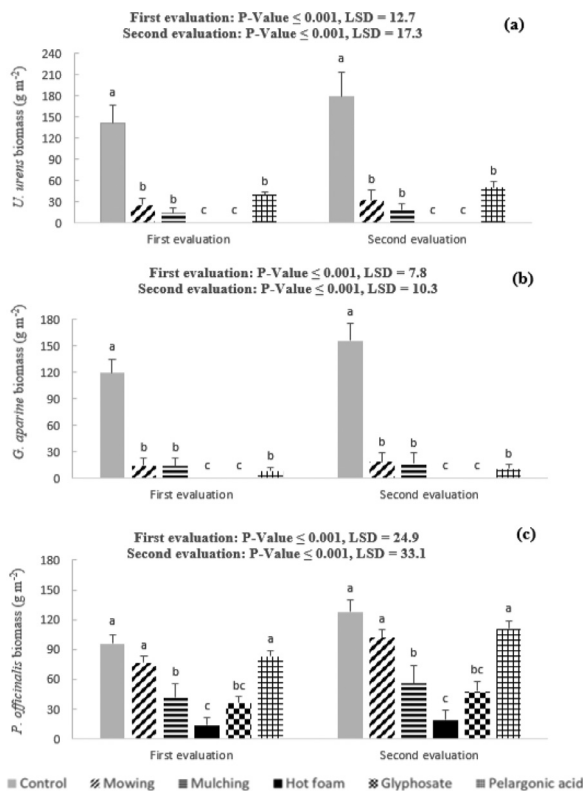 First evaluation: P-Value ≤ 0.001, LSD = 12.7
Second evaluation: P-Value ≤ 0.001, LSD = 17.3
(a)
U. urens biomass (g m-2)
240
210
180
150
120
90
60
30
0
a b b c c b
a b b c c b
First evaluation Second evaluation
First evaluation: P-Value ≤ 0.001, LSD = 7.8
Second evaluation: P-Value ≤ 0.001, LSD = 10.3
(b)
G. aparine biomass (g m-2)
180
150
120
90
60
30
0
a b b c c b
a b b c c b
First evaluation Second evaluation
First evaluation: P-Value ≤ 0.001, LSD = 24.9
Second evaluation: P-Value ≤ 0.001, LSD = 33.1
(c)
P. officinalis biomass (g m-2)
180
150
120
90
60
30
0
a a b c bc a
a a b c bc a
First evaluation Second evaluation
Control Mowing Mulching Hot foam Glyphosate Pelargonic acid